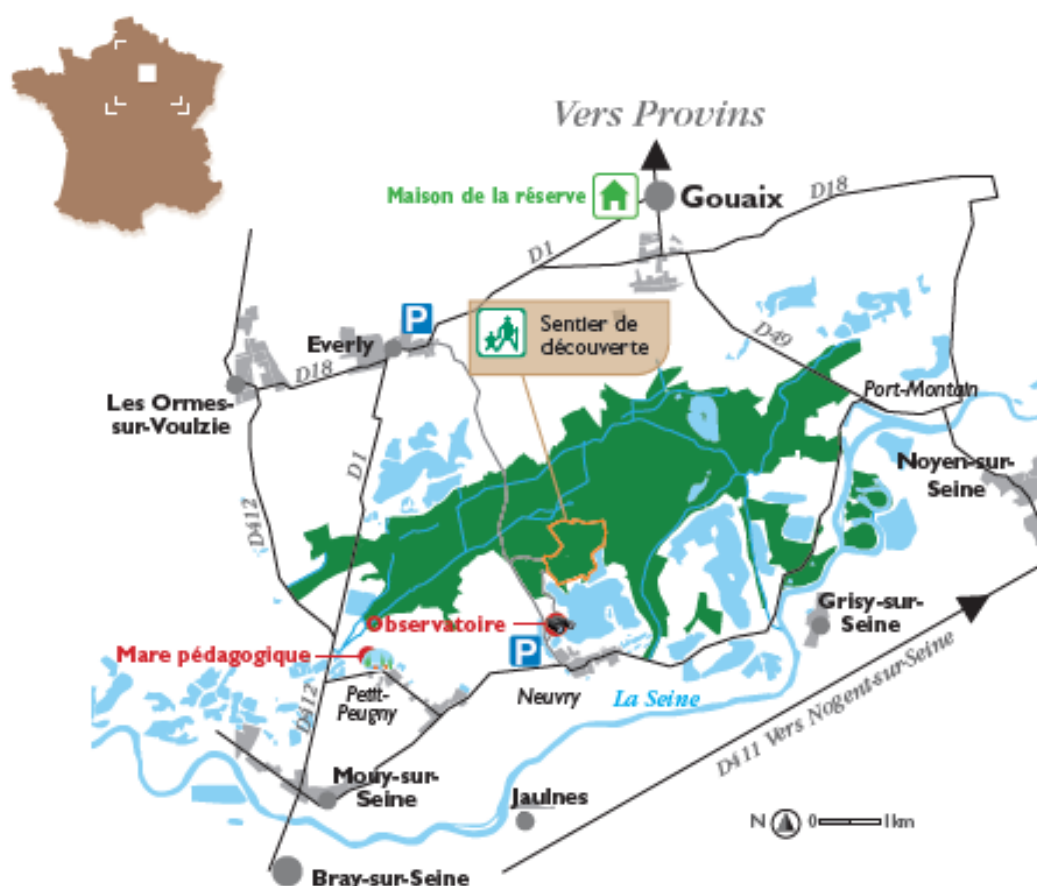 Vers Provins
Maison de la réserve
Gouaix
D18
D1
P
Sentier de
découverte
Everly
D18
D49
Les Ormes-
sur-Voulzie
Port-Montain
D1
Noyen-sur-
Seine
D412
Observatoire
Grisy-sur-
Seine
Mare pédagogique
P
Petit-
Peugny
Neuvry
La Seine
D412
D411 Vers Nogent-sur-Seine
Mouy-sur-
Seine
Jaulnes
N 0 1km
Bray-sur-Seine